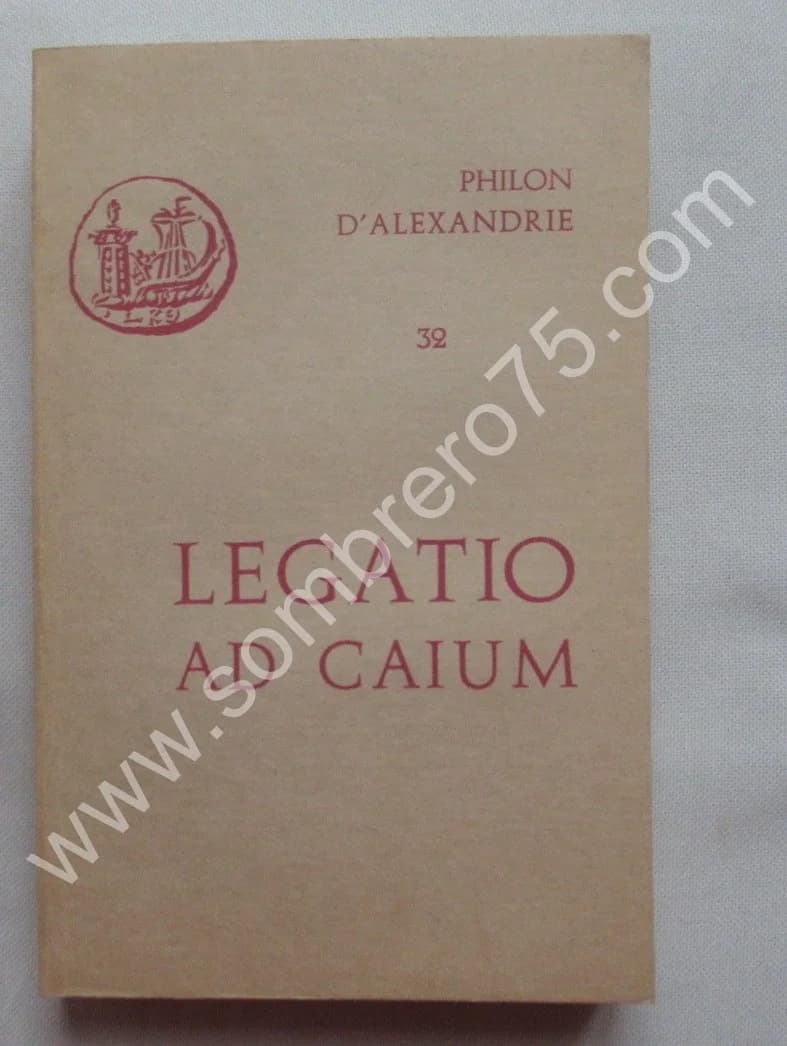 PHILON
D'ALEXANDRIE
32
LEGATIO
AD CAIUM
www.sombrero75.com